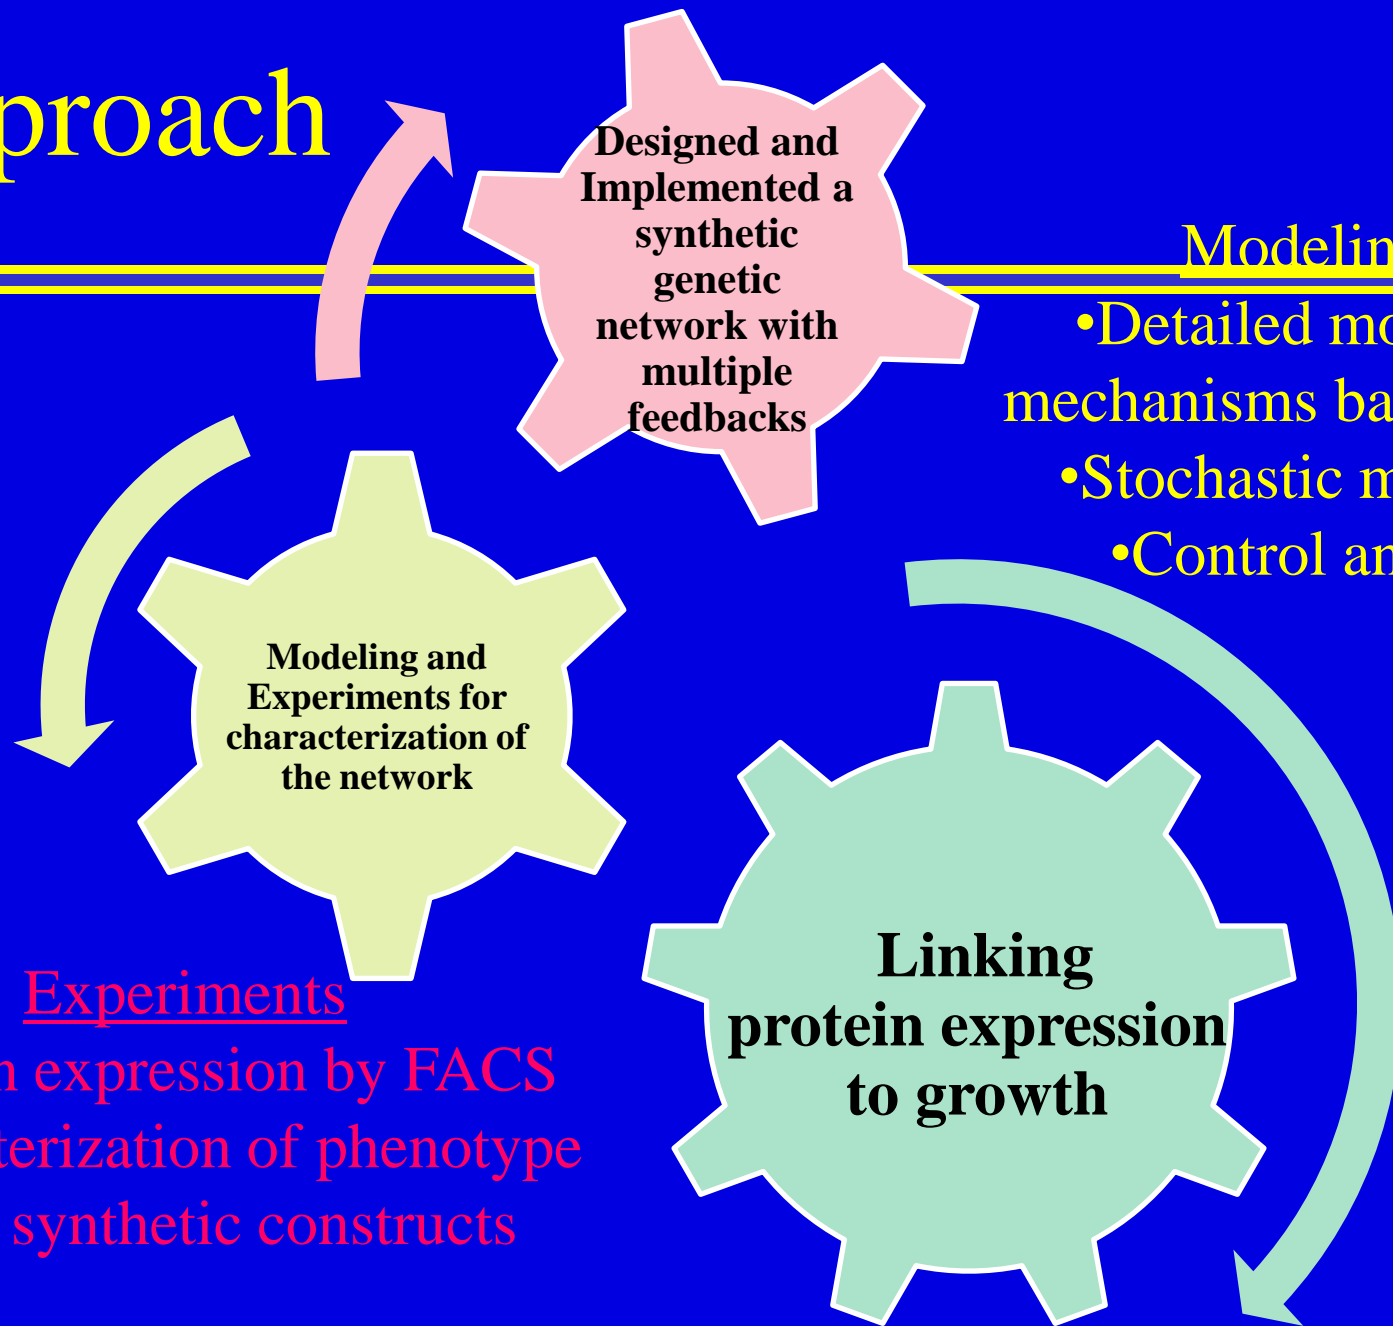 proach
Designed and
Implemented a
synthetic
genetic
network with
multiple
feedbacks
Modelin
•Detailed mo
mechanisms ba
•Stochastic m
•Control an
Modeling and
Experiments for
characterization of
the network
Linking
protein expression
to growth
Experiments
n expression by FACS
terization of phenotype
synthetic constructs